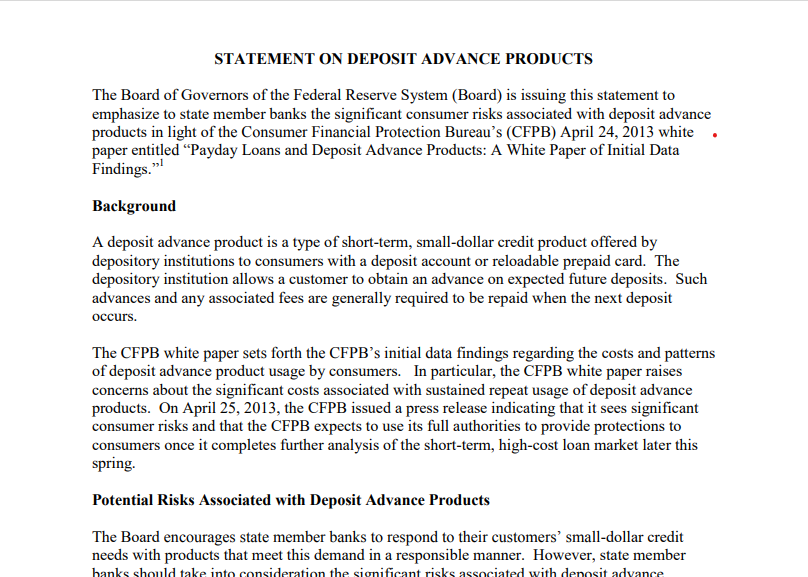 STATEMENT ON DEPOSIT ADVANCE PRODUCTS
The Board of Governors of the Federal Reserve System (Board) is issuing this statement to
emphasize to state member banks the significant consumer risks associated with deposit advance
products in light of the Consumer Financial Protection Bureau’s (CFPB) April 24, 2013 white
paper entitled “Payday Loans and Deposit Advance Products: A White Paper of Initial Data
Findings.”1
Background
A deposit advance product is a type of short-term, small-dollar credit product offered by
depository institutions to consumers with a deposit account or reloadable prepaid card.  The
depository institution allows a customer to obtain an advance on expected future deposits.  Such
advances and any associated fees are generally required to be repaid when the next deposit
occurs.
The CFPB white paper sets forth the CFPB’s initial data findings regarding the costs and patterns
of deposit advance product usage by consumers.   In particular, the CFPB white paper raises
concerns about the significant costs associated with sustained repeat usage of deposit advance
products.  On April 25, 2013, the CFPB issued a press release indicating that it sees significant
consumer risks and that the CFPB expects to use its full authorities to provide protections to
consumers once it completes further analysis of the short-term, high-cost loan market later this
spring.
Potential Risks Associated with Deposit Advance Products
The Board encourages state member banks to respond to their customers’ small-dollar credit
needs with products that meet this demand in a responsible manner.  However, state member
banks should take into consideration the significant risks associated with deposit advance